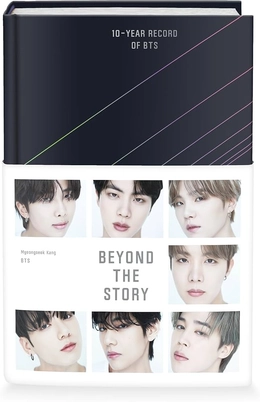 10-YEAR RECORD
OF BTS
Myeongseok Kang
BTS
BEYOND
THE
STORY